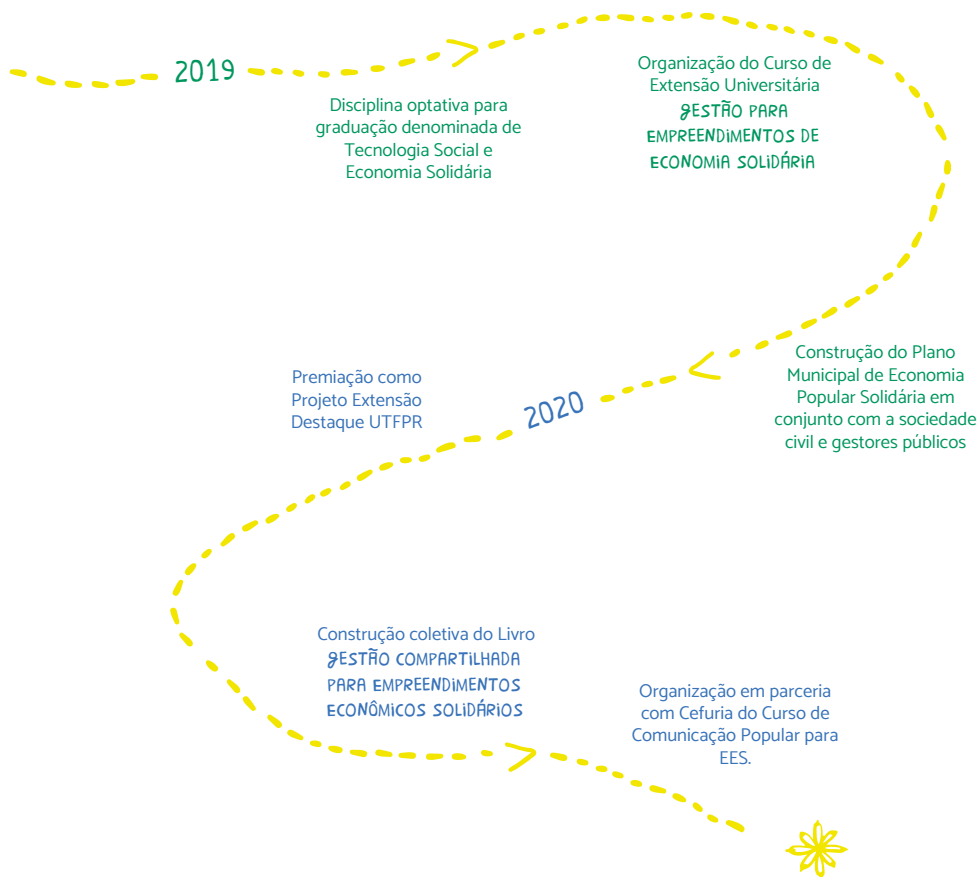 2019
Disciplina optativa para
graduação denominada de
Tecnologia Social e
Economia Solidária
Organização do Curso de
Extensão Universitária
GESTÃO PARA
EMPREENDIMENTOS DE
ECONOMIA SOLIDÁRIA
Construção do Plano
Municipal de Economia
Popular Solidária em
conjunto com a sociedade
civil e gestores públicos
2020
Premiação como
Projeto Extensão
Destaque UTFPR
Construção coletiva do Livro
GESTÃO COMPARTILHADA
PARA EMPREENDIMENTOS
ECONÔMICOS SOLIDÁRIOS
Organização em parceria
com Cefuria do Curso de
Comunicação Popular para
EES.